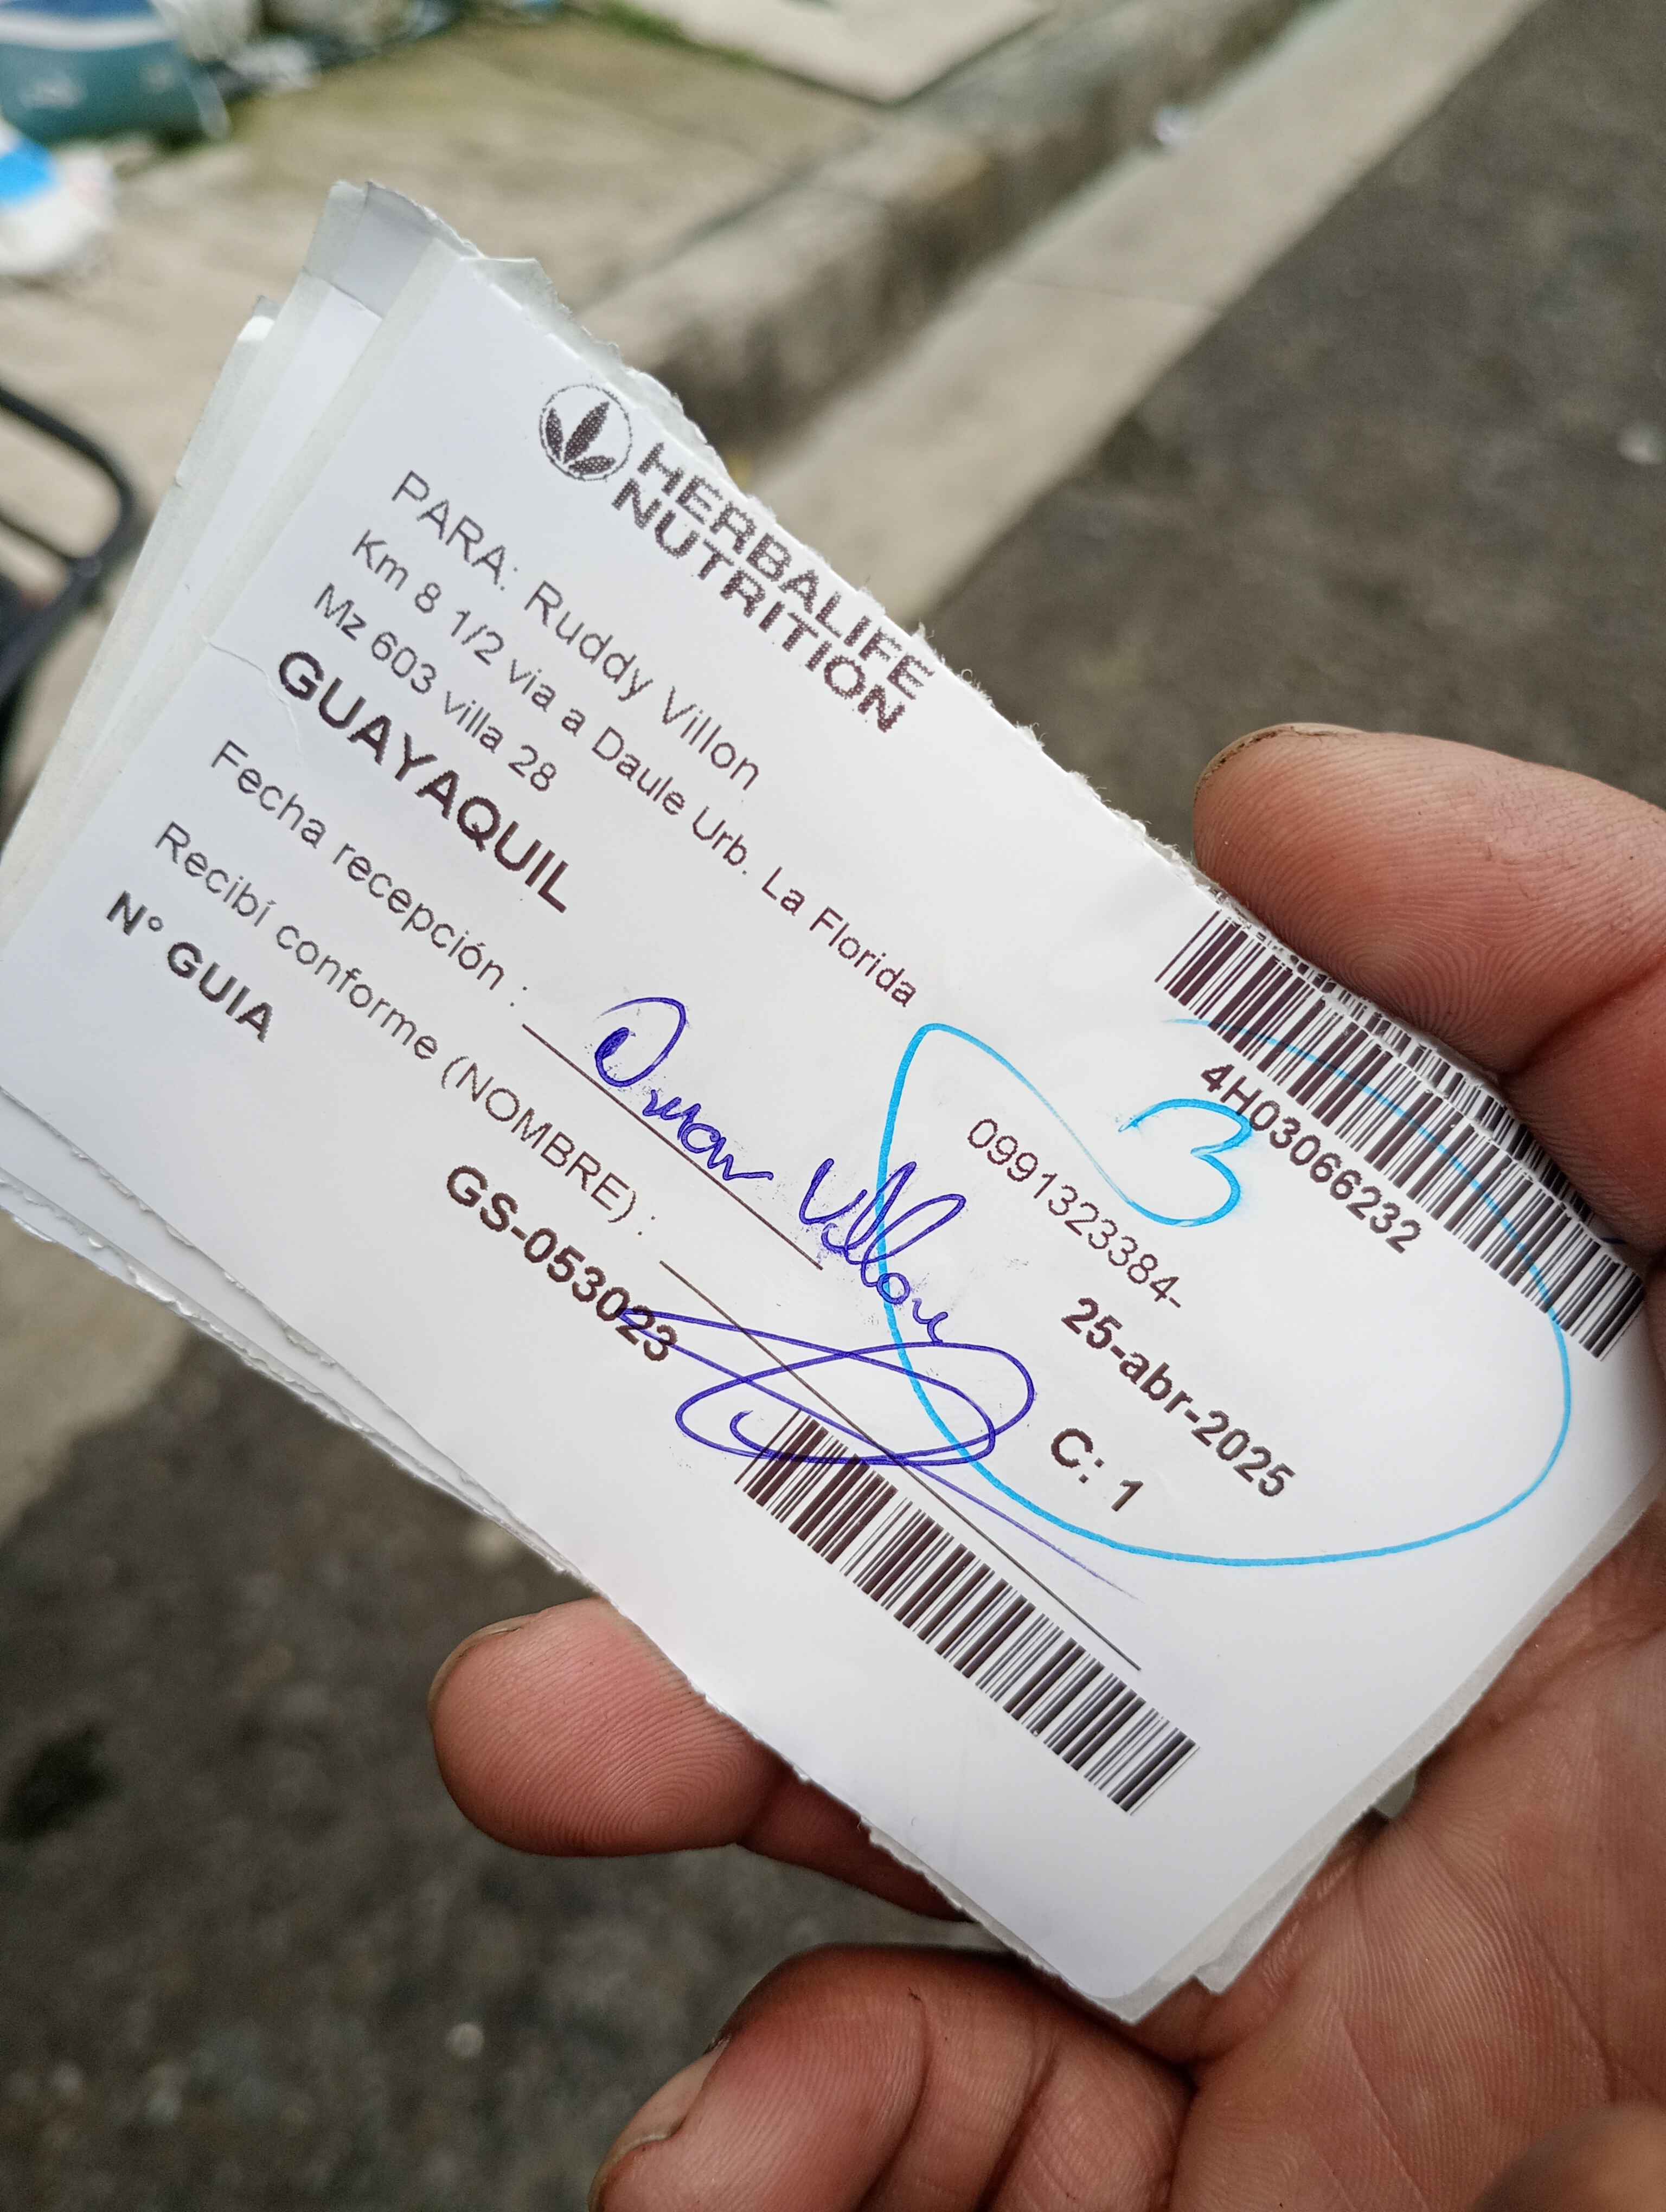 HERBALIFE
NUTRITION
4H03066232
PARA: Ruddy Villon
Km 8 1/2 via a Daule Urb. La Florida
Mz 603 villa 28
0991323384-
3
GUAYAQUIL
25-abr-2025
Fecha recepción :
Villon
C: 1
Recibí conforme (NOMBRE) :
N° GUIA
GS-053023